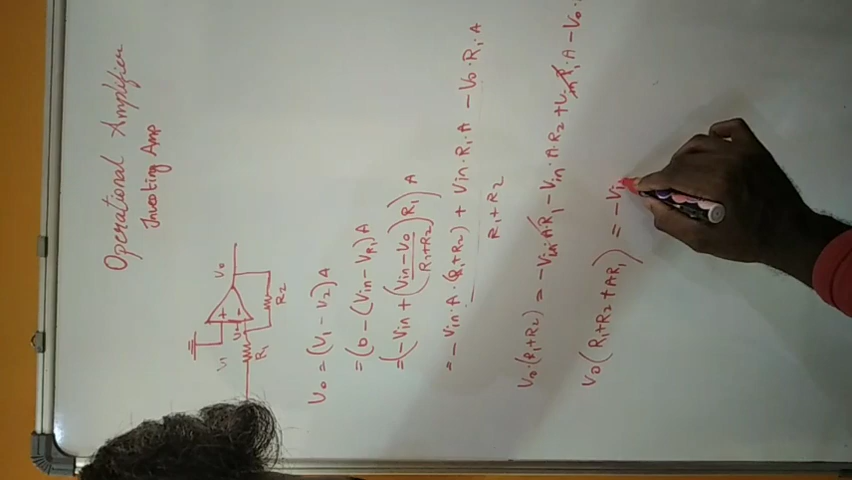 Operational Amplifier
Inverting Amp
V₁
V₀
+
-
R₁
R₂
V₀ = (V₁ - V₂)A
= (0 - (Vin - V_R₁)A
= (-Vin + (Vin - V₀ / R₁+R₂) R₁) A
= - Vin·A·(R₁+R₂) + Vin·R₁·A - V₀·R₁·A
R₁+R₂
V₀·(R₁+R₂) = -Vin·A·R₁ - Vin·A·R₂ + Vin·R₁·A - V₀·
V₀(R₁+R₂+AR₁) = -Vi